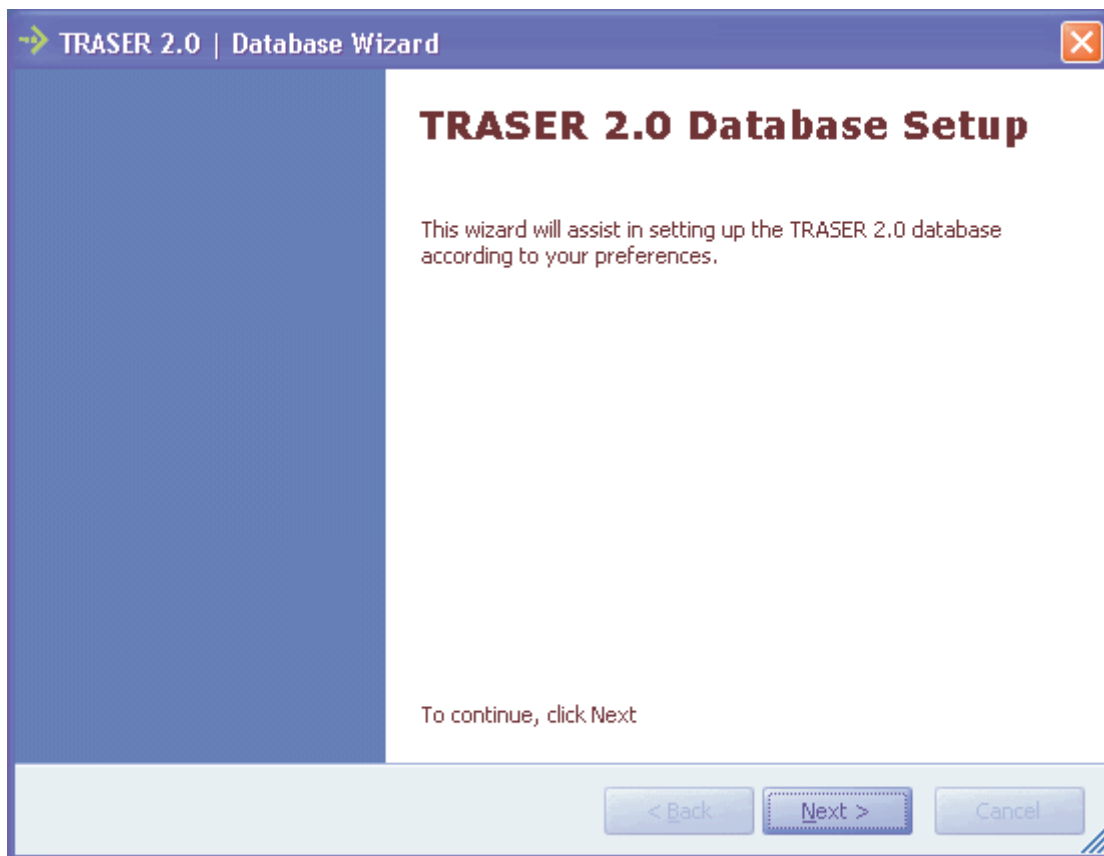 TRASER 2.0 | Database Wizard
TRASER 2.0 Database Setup
This wizard will assist in setting up the TRASER 2.0 database
according to your preferences.
To continue, click Next
< Back
Next >
Cancel